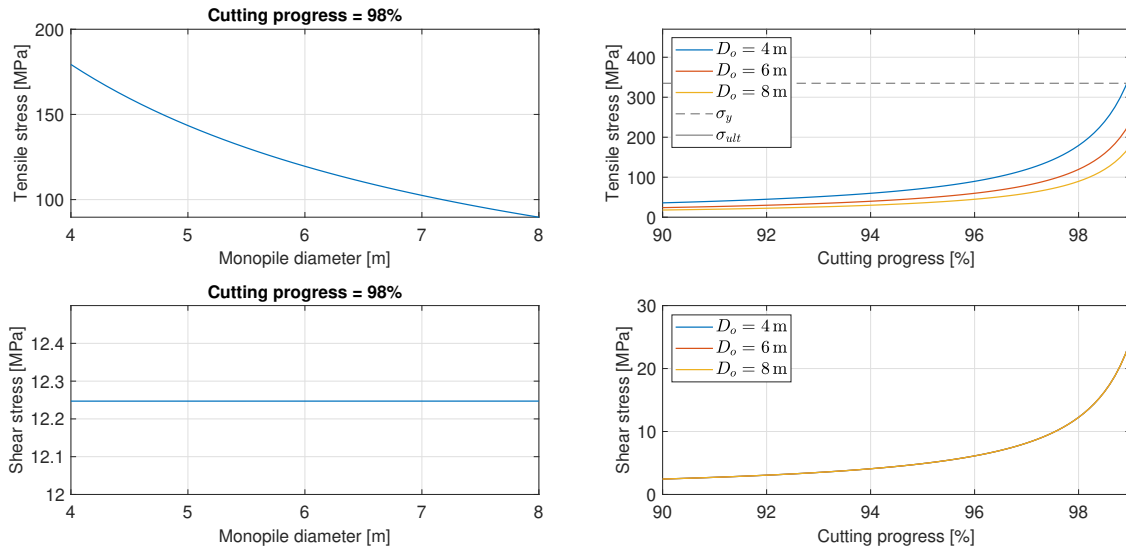 Cutting progress = 98%
Tensile stress [MPa]
200
150
100
4 5 6 7 8
Monopile diameter [m]
Tensile stress [MPa]
400
300
200
100
0
D_o = 4 m
D_o = 6 m
D_o = 8 m
σ_y
σ_ult
90 92 94 96 98
Cutting progress [%]
Cutting progress = 98%
Shear stress [MPa]
12.4
12.3
12.2
12.1
12
4 5 6 7 8
Monopile diameter [m]
Shear stress [MPa]
30
20
10
0
D_o = 4 m
D_o = 6 m
D_o = 8 m
90 92 94 96 98
Cutting progress [%]